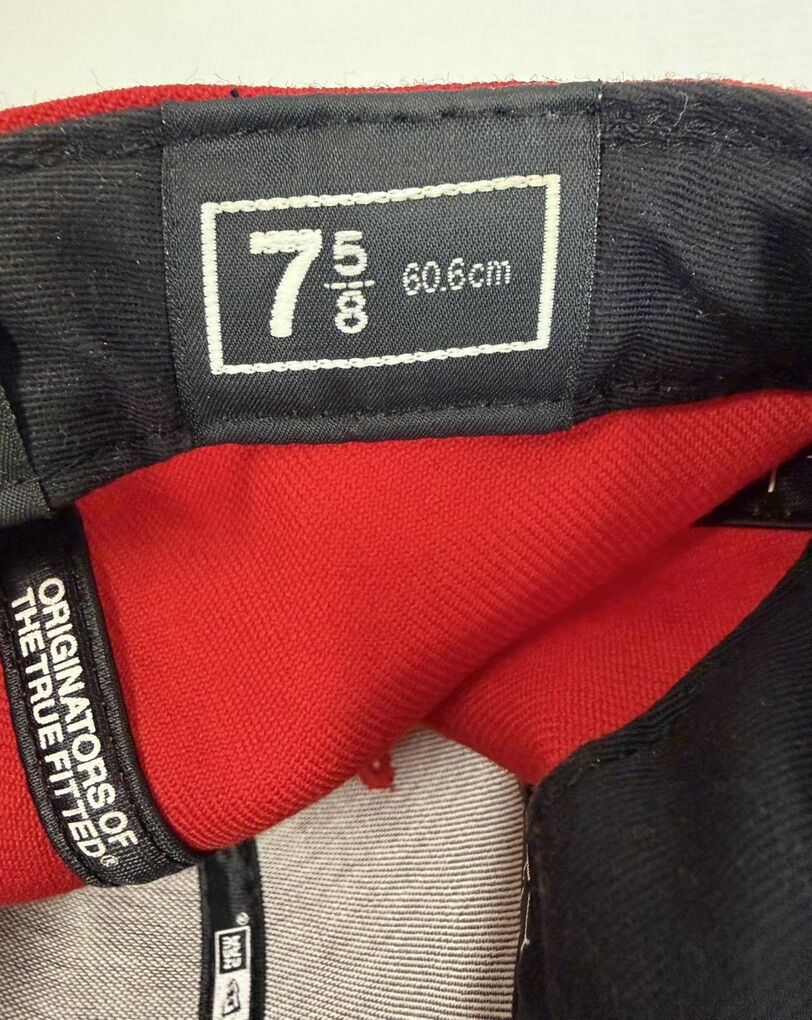 7 5/8 60.6cm
ORIGINATORS OF
THE TRUE FITTED®